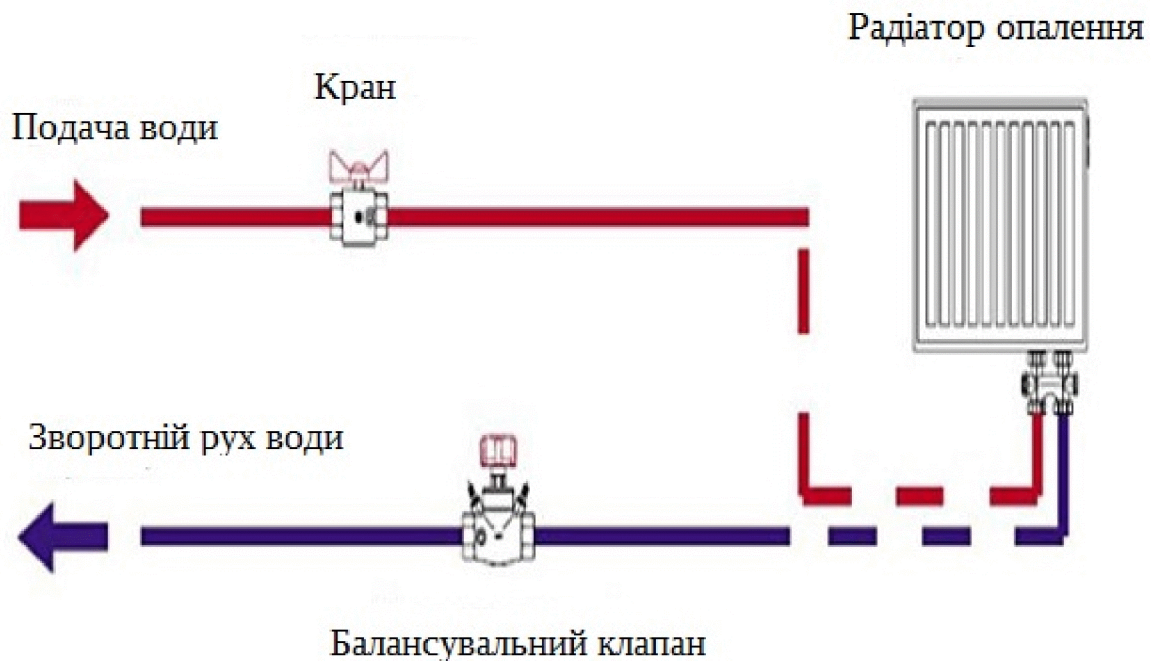 Радіатор опалення
Кран
Подача води
Зворотній рух води
Балансувальний клапан